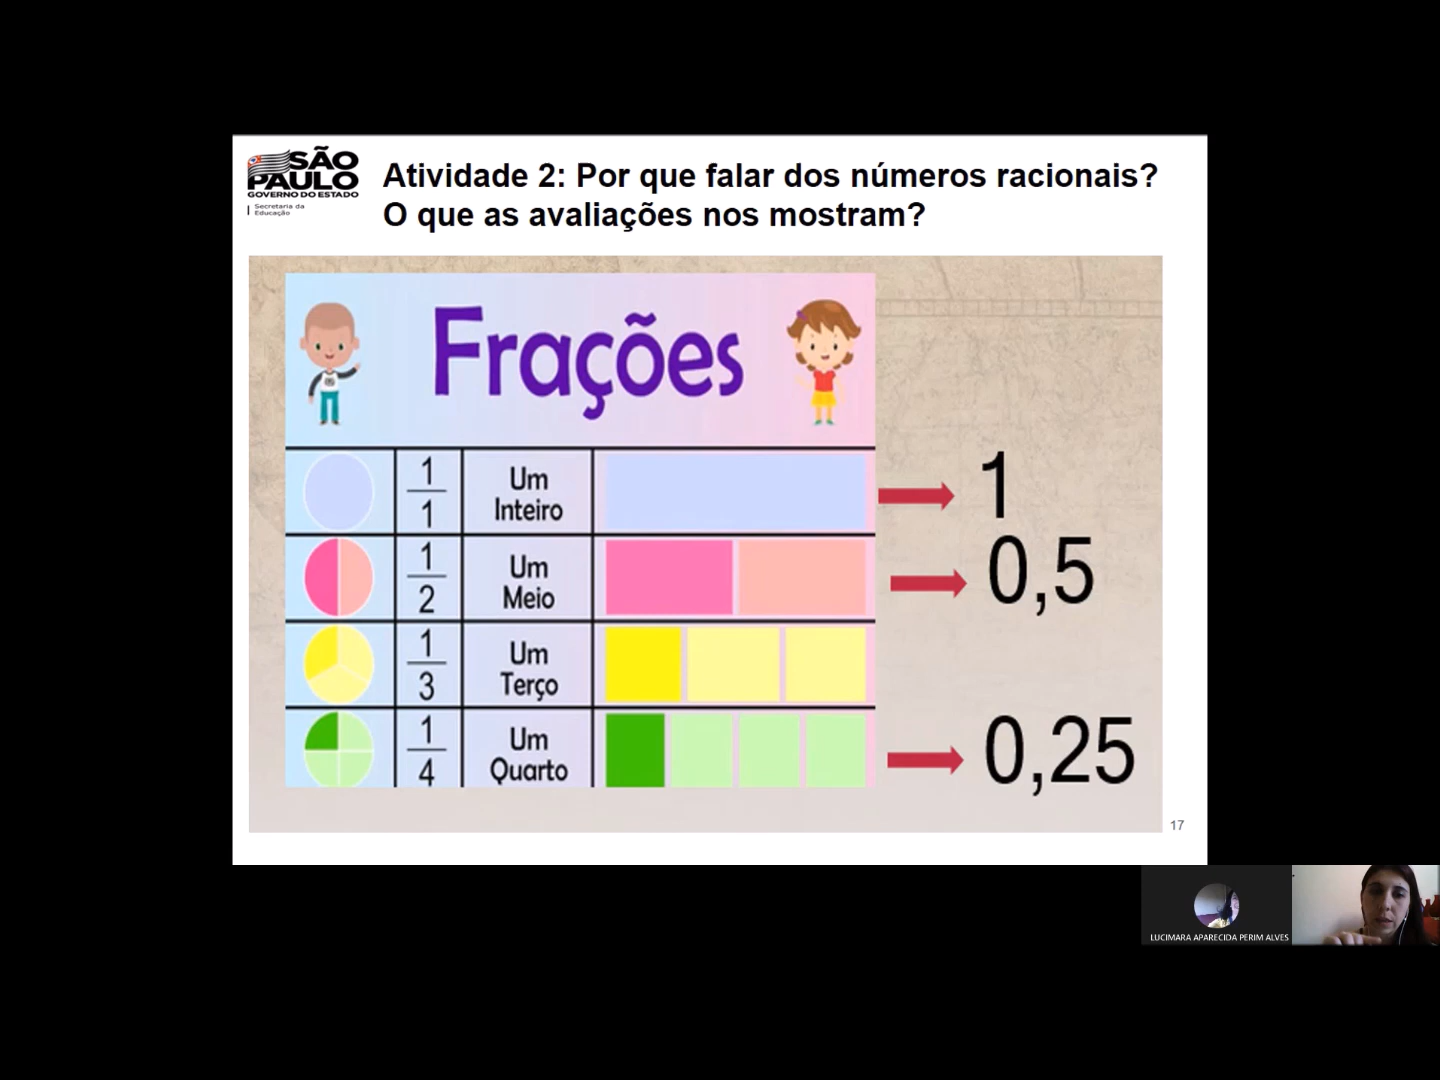 SÃO
PAULO
GOVERNO DO ESTADO
Secretaria da
Educação
Atividade 2: Por que falar dos números racionais?
O que as avaliações nos mostram?
Frações
1
1
Um
Inteiro
1
1
2
Um
Meio
0,5
1
3
Um
Terço
1
4
Um
Quarto
0,25
17
LUCIMARA APARECIDA PERIM ALVES